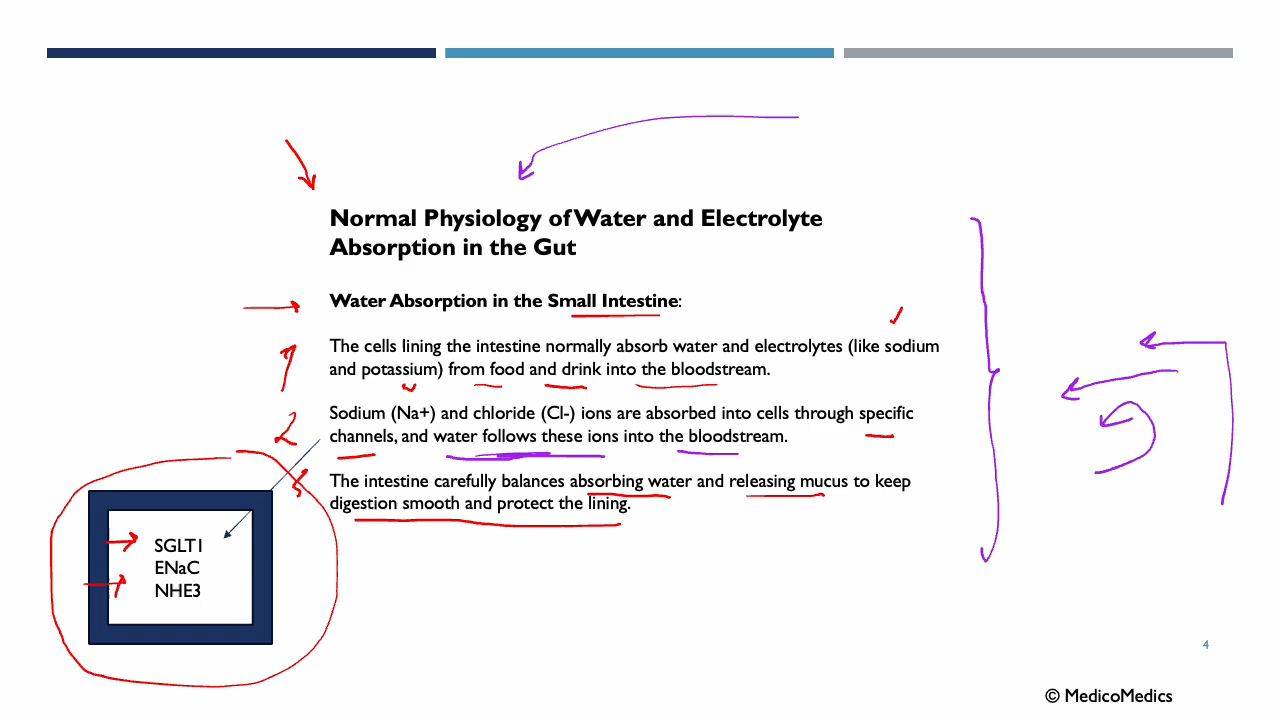 Normal Physiology of Water and Electrolyte
Absorption in the Gut
Water Absorption in the Small Intestine:
The cells lining the intestine normally absorb water and electrolytes (like sodium
and potassium) from food and drink into the bloodstream.
Sodium (Na+) and chloride (Cl-) ions are absorbed into cells through specific
channels, and water follows these ions into the bloodstream.
2
The intestine carefully balances absorbing water and releasing mucus to keep
digestion smooth and protect the lining.
SGLT1
ENaC
NHE3
4
© MedicoMedics